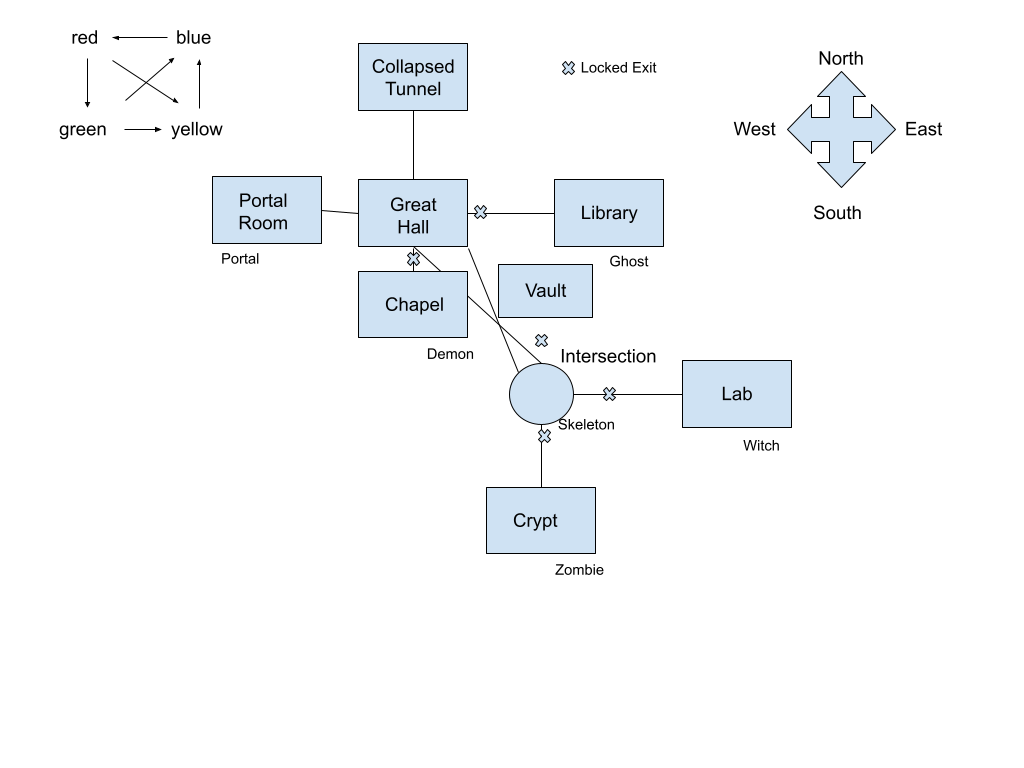 red
blue
green
yellow
Collapsed
Tunnel
Locked Exit
North
West
East
South
Portal
Room
Great
Hall
Library
Portal
Ghost
Chapel
Vault
Demon
Intersection
Lab
Skeleton
Witch
Crypt
Zombie